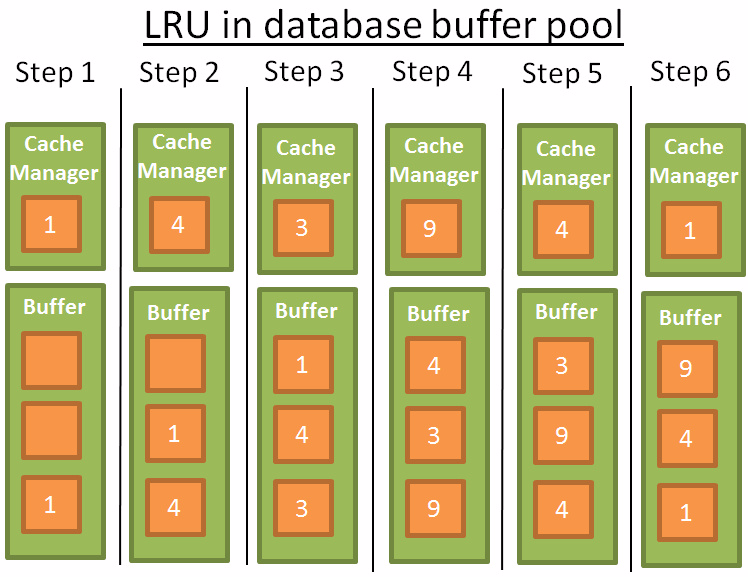 LRU in database buffer pool
Step 1
Step 2
Step 3
Step 4
Step 5
Step 6
Cache
Manager
1
Cache
Manager
4
Cache
Manager
3
Cache
Manager
9
Cache
Manager
4
Cache
Manager
1
Buffer
1
Buffer
1
4
Buffer
1
4
3
Buffer
4
3
9
Buffer
3
9
4
Buffer
9
4
1